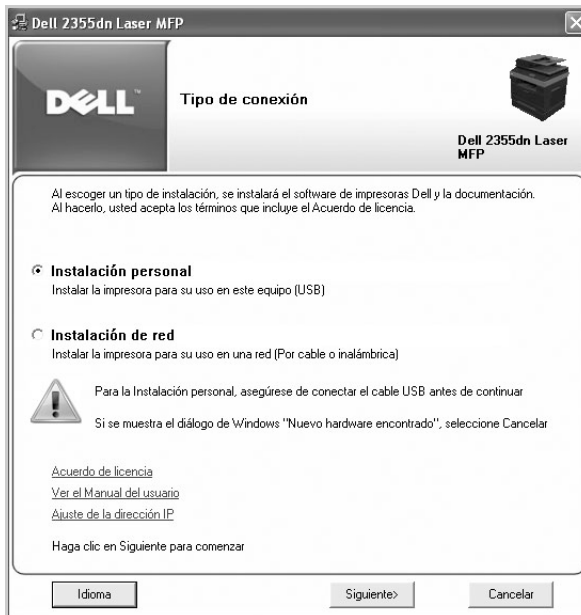 Dell 2355dn Laser MFP
DELL™
Tipo de conexión
Dell 2355dn Laser
MFP
Al escoger un tipo de instalación, se instalará el software de impresoras Dell y la documentación.
Al hacerlo, usted acepta los términos que incluye el Acuerdo de licencia.
Instalación personal
Instalar la impresora para su uso en este equipo (USB)
Instalación de red
Instalar la impresora para su uso en una red (Por cable o inalámbrica)
Para la Instalación personal, asegúrese de conectar el cable USB antes de continuar
Si se muestra el diálogo de Windows "Nuevo hardware encontrado", seleccione Cancelar
Acuerdo de licencia
Ver el Manual del usuario
Ajuste de la dirección IP
Haga clic en Siguiente para comenzar
Idioma
Siguiente>
Cancelar